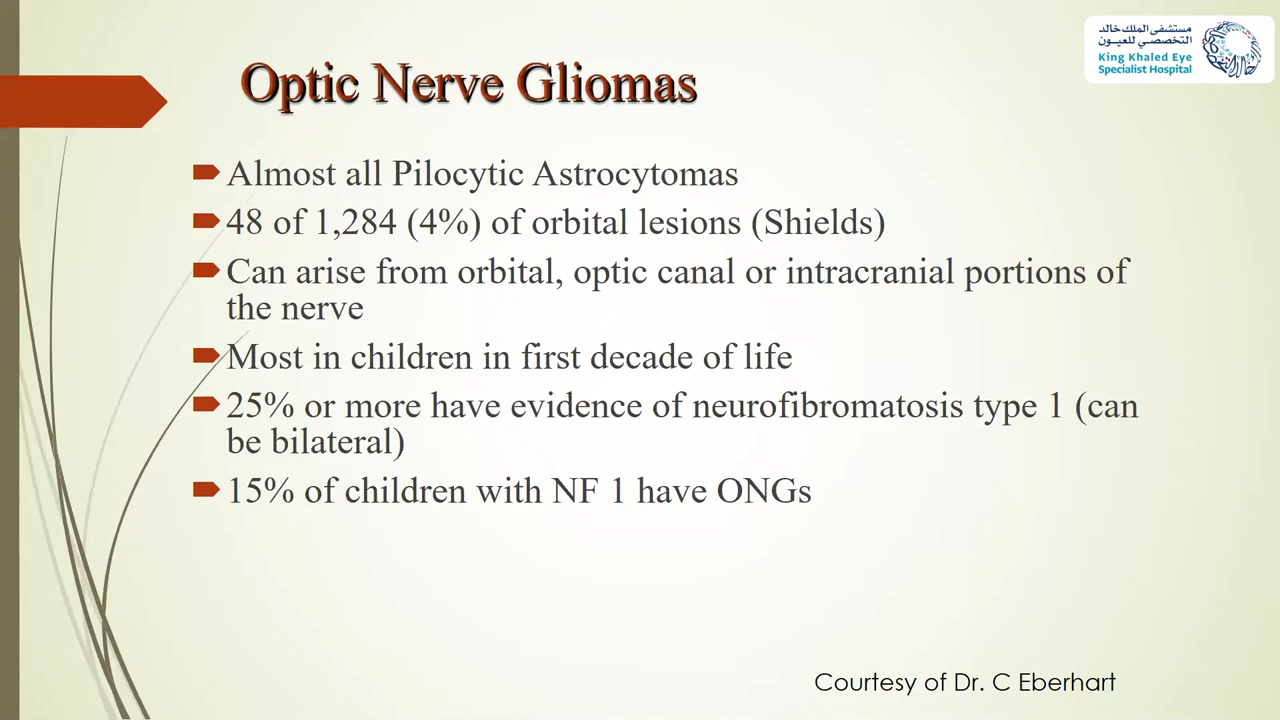 مستشفى الملك خالد
التخصصي للعيون
King Khaled Eye
Specialist Hospital
Optic Nerve Gliomas
Almost all Pilocytic Astrocytomas
48 of 1,284 (4%) of orbital lesions (Shields)
Can arise from orbital, optic canal or intracranial portions of
the nerve
Most in children in first decade of life
25% or more have evidence of neurofibromatosis type 1 (can
be bilateral)
15% of children with NF 1 have ONGs
Courtesy of Dr. C Eberhart